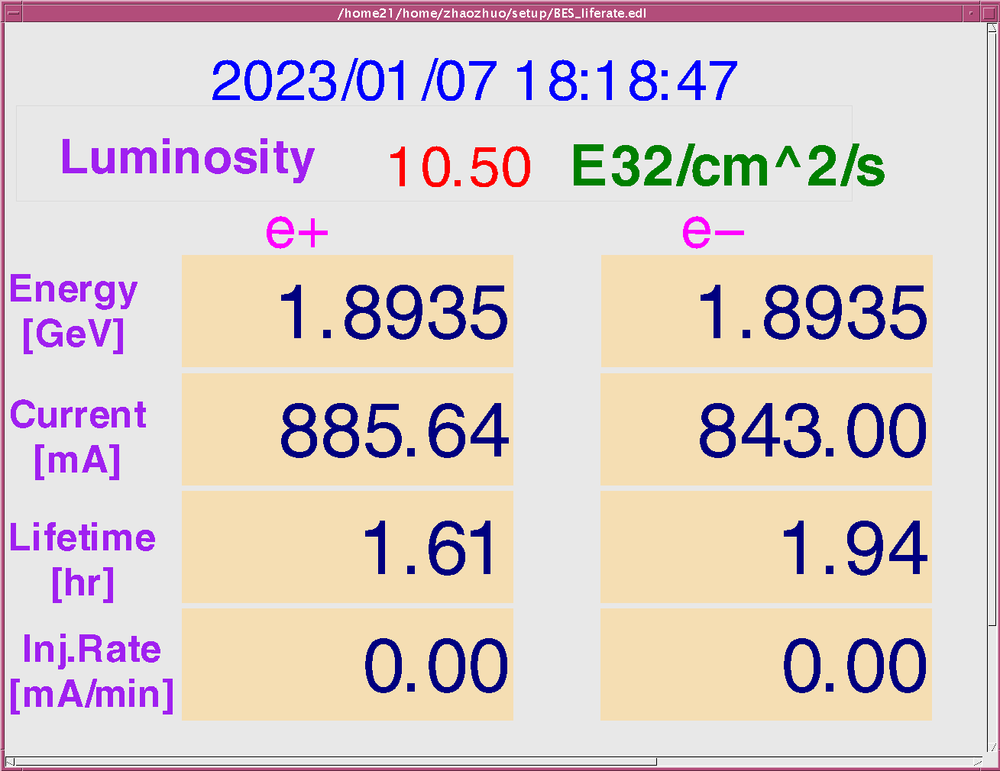 /home21/home/zhaozhuo/setup/BES_liferate.edl
2023/01/07 18:18:47
Luminosity 10.50 E32/cm^2/s
e+ e−
Energy [GeV] 1.8935 1.8935
Current [mA] 885.64 843.00
Lifetime [hr] 1.61 1.94
Inj.Rate [mA/min] 0.00 0.00